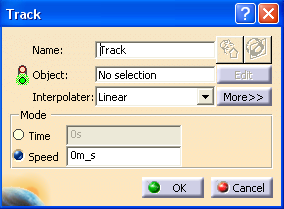 Track
Name: Track
Object: No selection Edit
Interpolater: Linear More>>
Mode
Time 0s
Speed 0m_s
OK Cancel